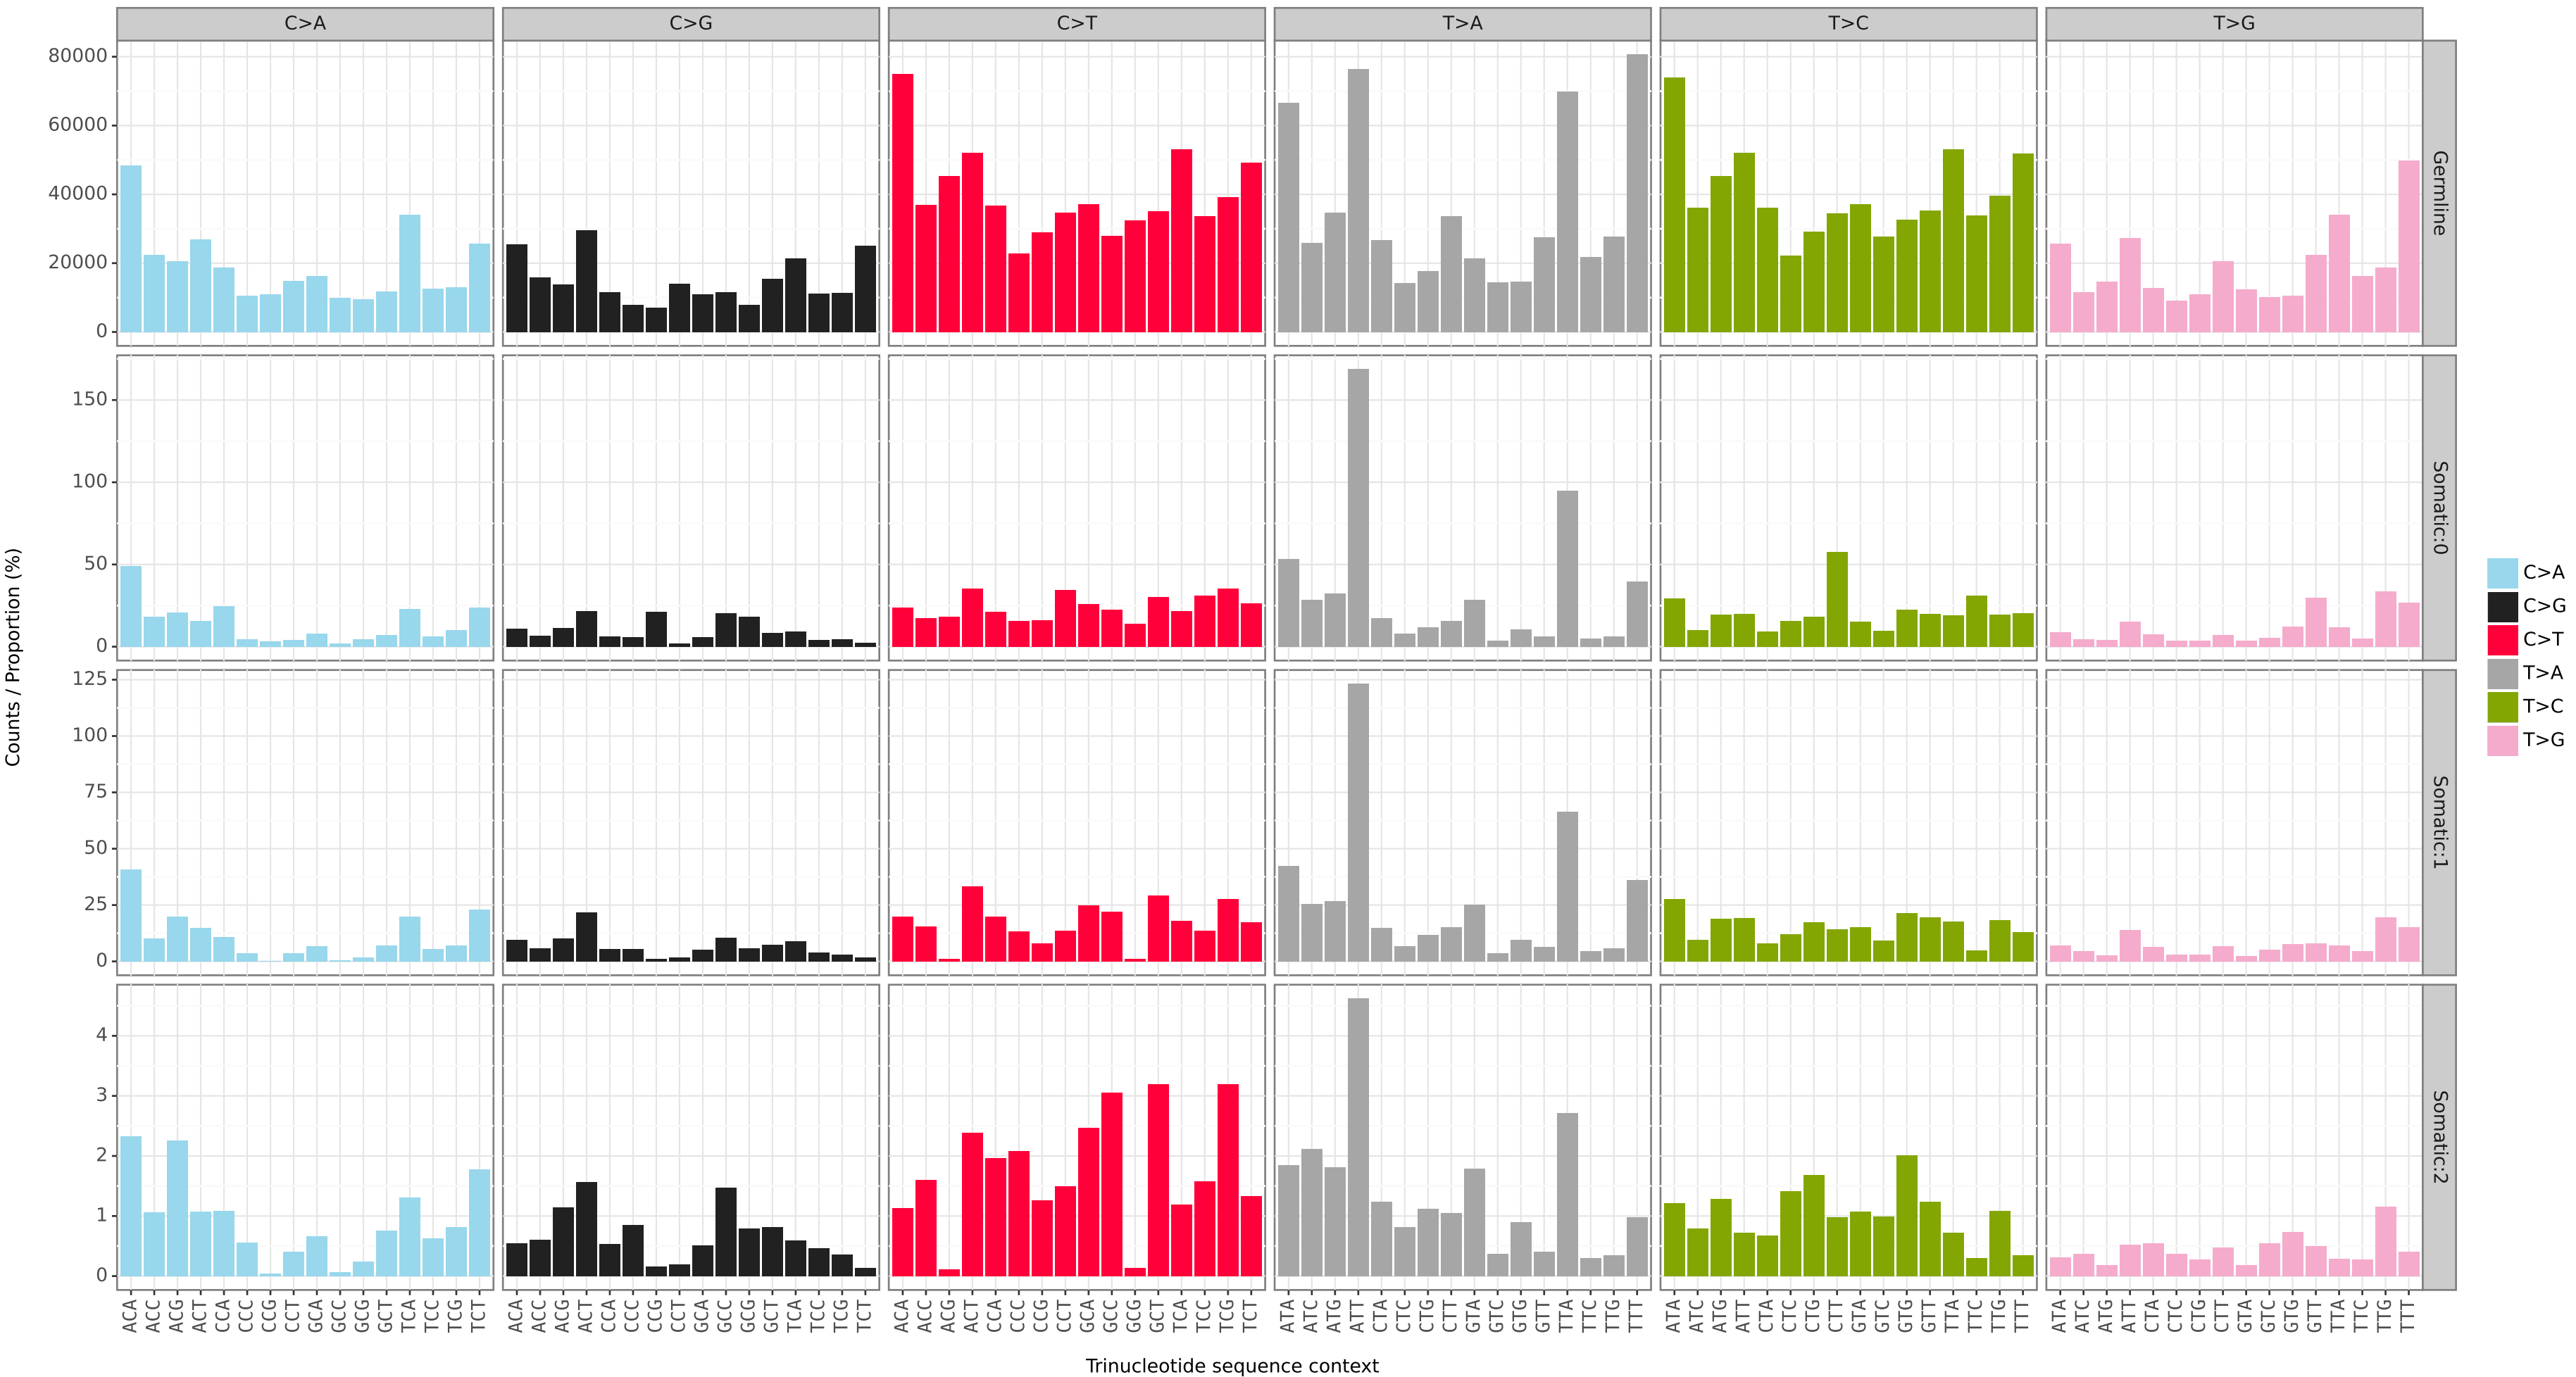 C>A C>G C>T T>A T>C T>G
80000
60000
40000
20000
0
Germline
150
100
50
0
Somatic:0
125
100
75
50
25
0
Somatic:1
4
3
2
1
0
Somatic:2
Counts / Proportion (%)
ACA ACC ACG ACT CCA CCC CCG CCT GCA GCC GCG GCT TCA TCC TCG TCT ACA ACC ACG ACT CCA CCC CCG CCT GCA GCC GCG GCT TCA TCC TCG TCT ACA ACC ACG ACT CCA CCC CCG CCT GCA GCC GCG GCT TCA TCC TCG TCT ATA ATC ATG ATT CTA CTC CTG CTT GTA GTC GTG GTT TTA TTC TTG TTT ATA ATC ATG ATT CTA CTC CTG CTT GTA GTC GTG GTT TTA TTC TTG TTT ATA ATC ATG ATT CTA CTC CTG CTT GTA GTC GTG GTT TTA TTC TTG TTT
Trinucleotide sequence context
C>A
C>G
C>T
T>A
T>C
T>G